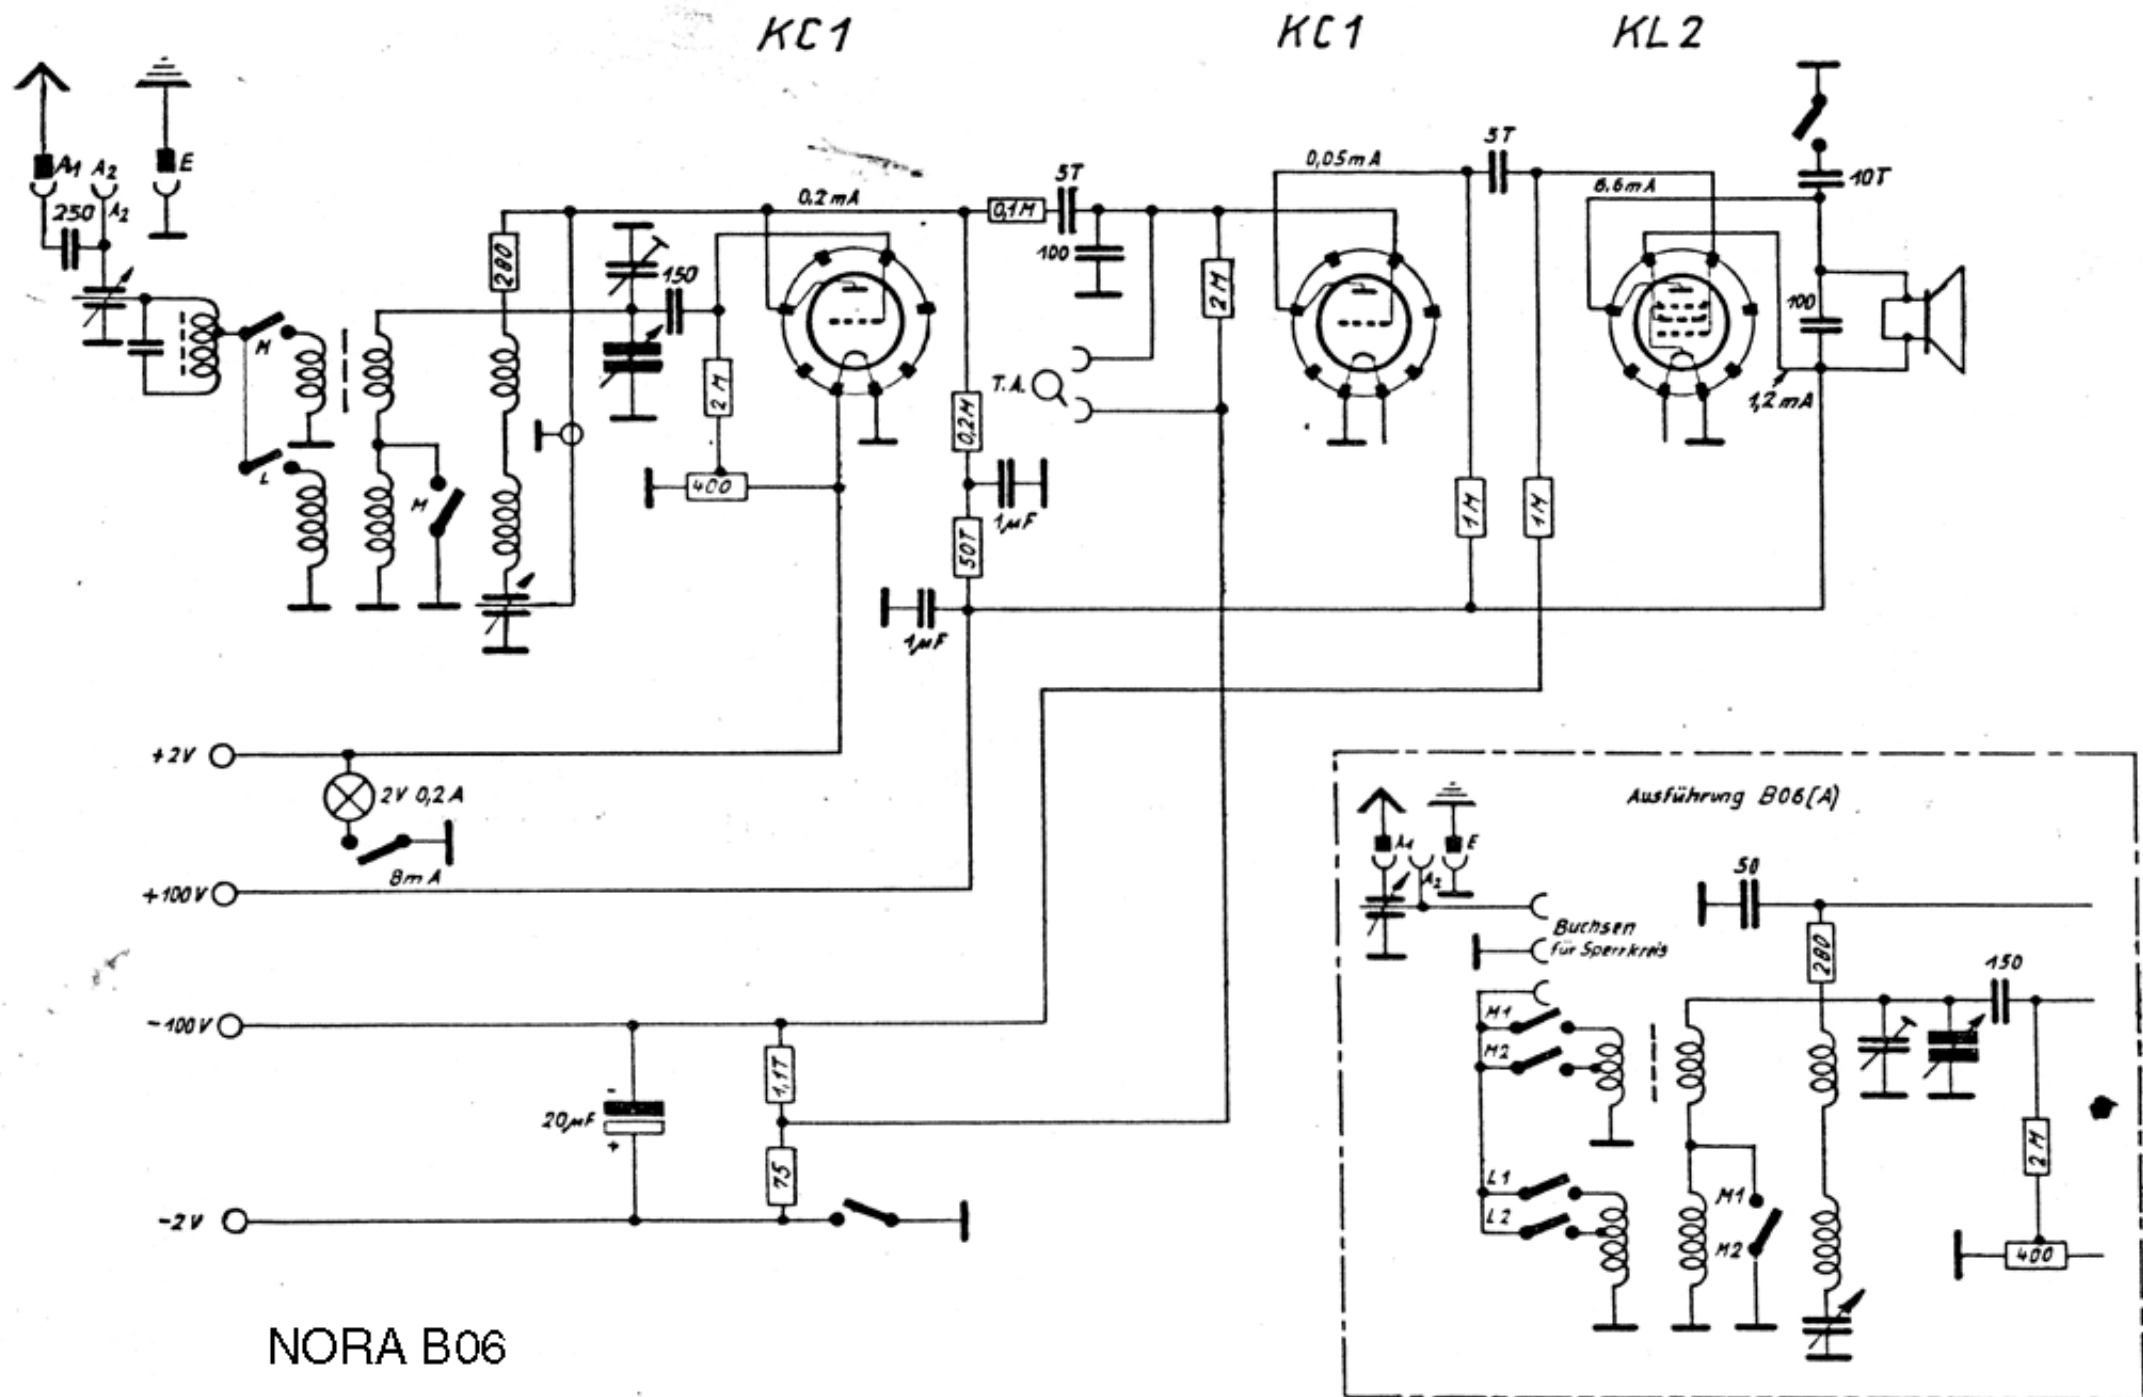 KC1
KC1
KL2
A1
A2
E
250
A2
280
150
0,2mA
0,1M
5T
100
2M
0,05mA
5T
6.6mA
10T
100
1,2mA
M
L
M
2M
400
0,2M
T.A.
1µF
50T
1µF
1M
1M
+2V
2V 0,2A
8mA
+100V
-100V
1,1T
-
20µF
+
75
-2V
Ausführung B06(A)
A1
A2
E
50
Buchsen
für Sperrkreis
280
150
M1
M2
2M
L1
L2
M1
M2
400
NORA B06